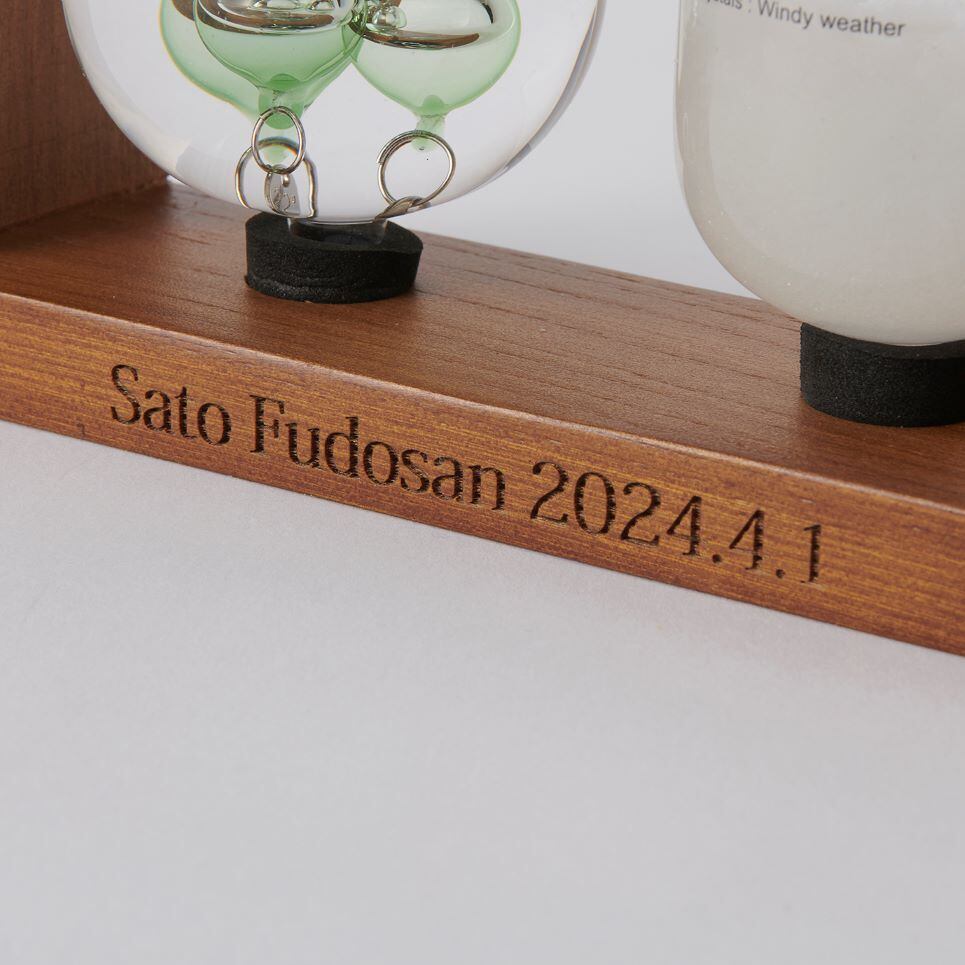 : Windy weather
Sato Fudosan 2024.4.1